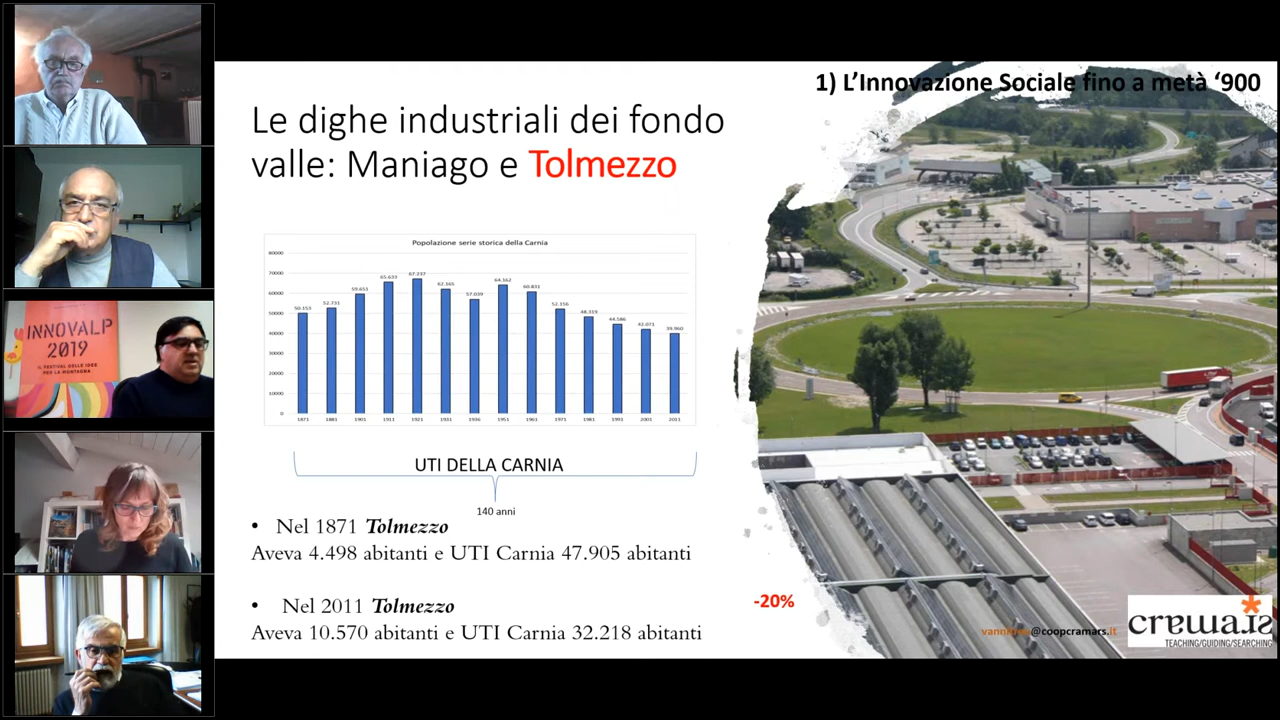 INNOVALP
2019
IL FESTIVAL DELLE IDEE
PER LA MONTAGNA
1) L'Innovazione Sociale fino a metà '900
Le dighe industriali dei fondo
valle: Maniago e Tolmezzo
Popolazione serie storica della Carnia
80000
70000
60000
50000
40000
30000
20000
10000
0
50.153 52.731 59.651 65.633 67.237 62.165 57.039 64.162 60.831 52.156 48.319 44.586 42.071 39.960
1871 1881 1901 1911 1921 1931 1936 1951 1961 1971 1981 1991 2001 2011
UTI DELLA CARNIA
140 anni
• Nel 1871 Tolmezzo
Aveva 4.498 abitanti e UTI Carnia 47.905 abitanti
• Nel 2011 Tolmezzo
Aveva 10.570 abitanti e UTI Carnia 32.218 abitanti
-20%
@coopcramars.it
cramars
TEACHING/GUIDING/SEARCHING